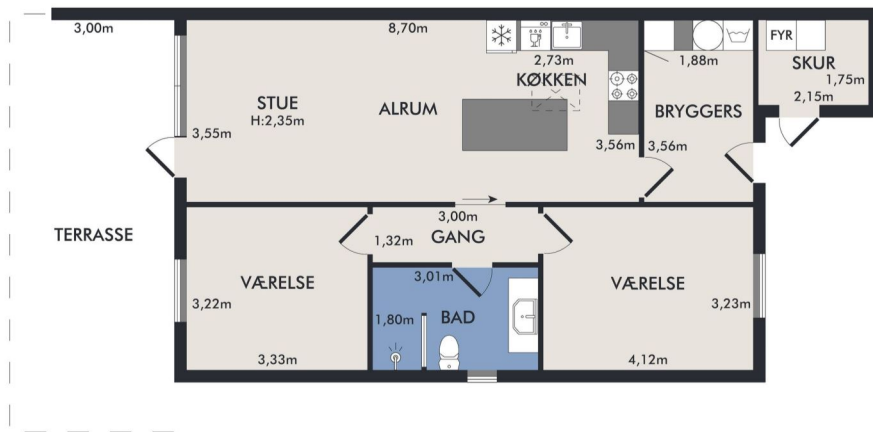 3,00m
8,70m
FYR
2,73m
1,88m
SKUR
KØKKEN
1,75m
STUE
ALRUM
BRYGGERS
2,15m
H:2,35m
3,55m
3,56m
3,56m
3,00m
TERRASSE
GANG
1,32m
3,01m
VÆRELSE
VÆRELSE
3,22m
1,80m
BAD
3,23m
3,33m
4,12m